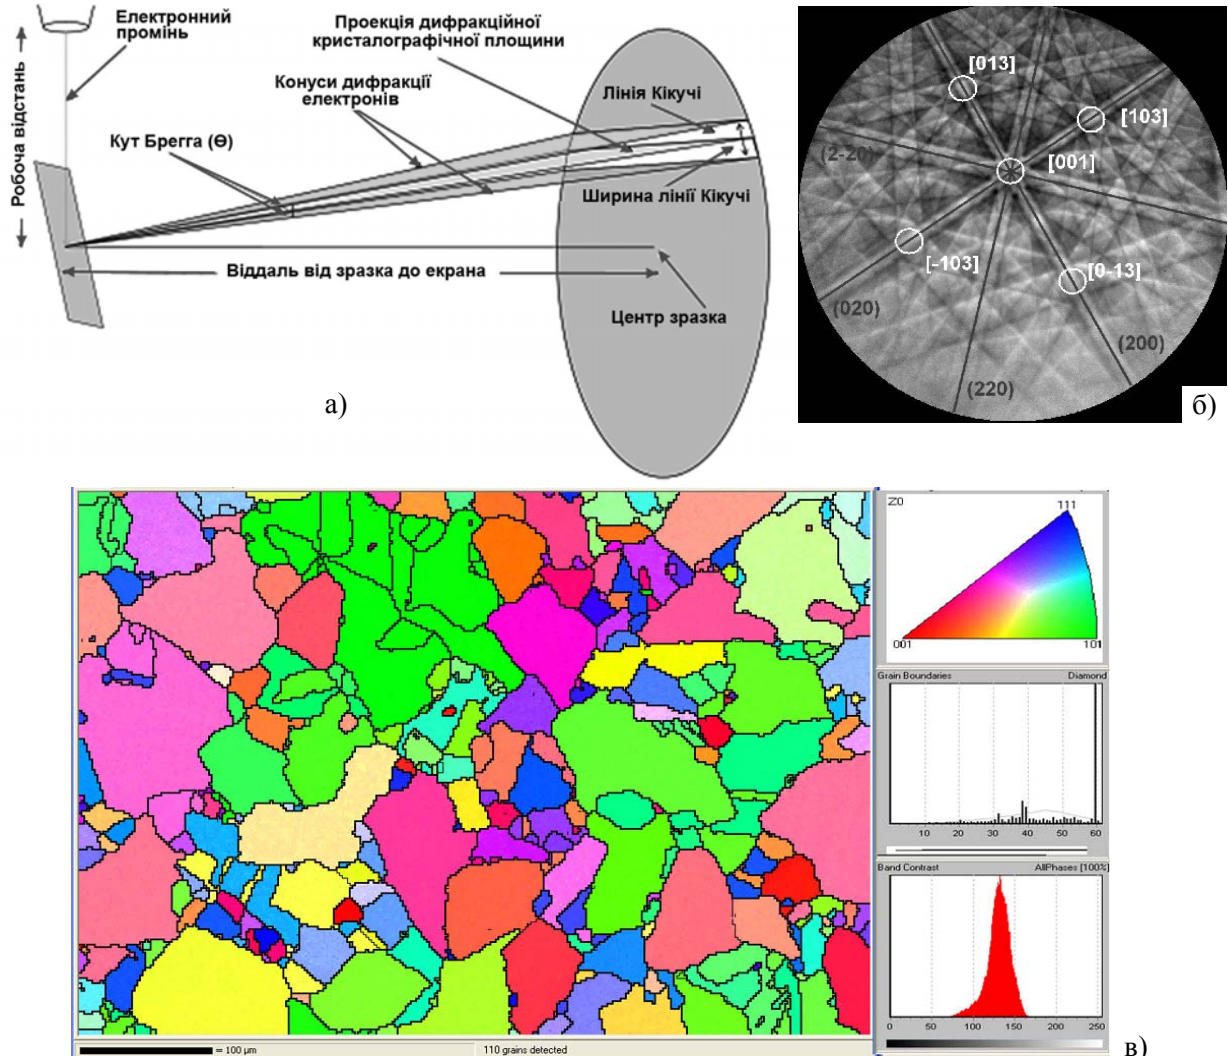 Електронний
промінь
Проекція дифракційної
кристалографічної площини
Конуси дифракції
електронів
Лінія Кікучі
Кут Брегга (Θ)
Робоча відстань
Ширина лінії Кікучі
Віддаль від зразка до екрана
Центр зразка
а)
[013]
[103]
(2-20)
[001]
[-103]
[0-13]
(020)
(200)
(220)
б)
Z0
111
001
101
Grain Boundaries
Diamond
10 20 30 40 50 60
Band Contrast
AllPhases [100%]
0 50 100 150 200 250
= 100 µm
110 grains detected
в)